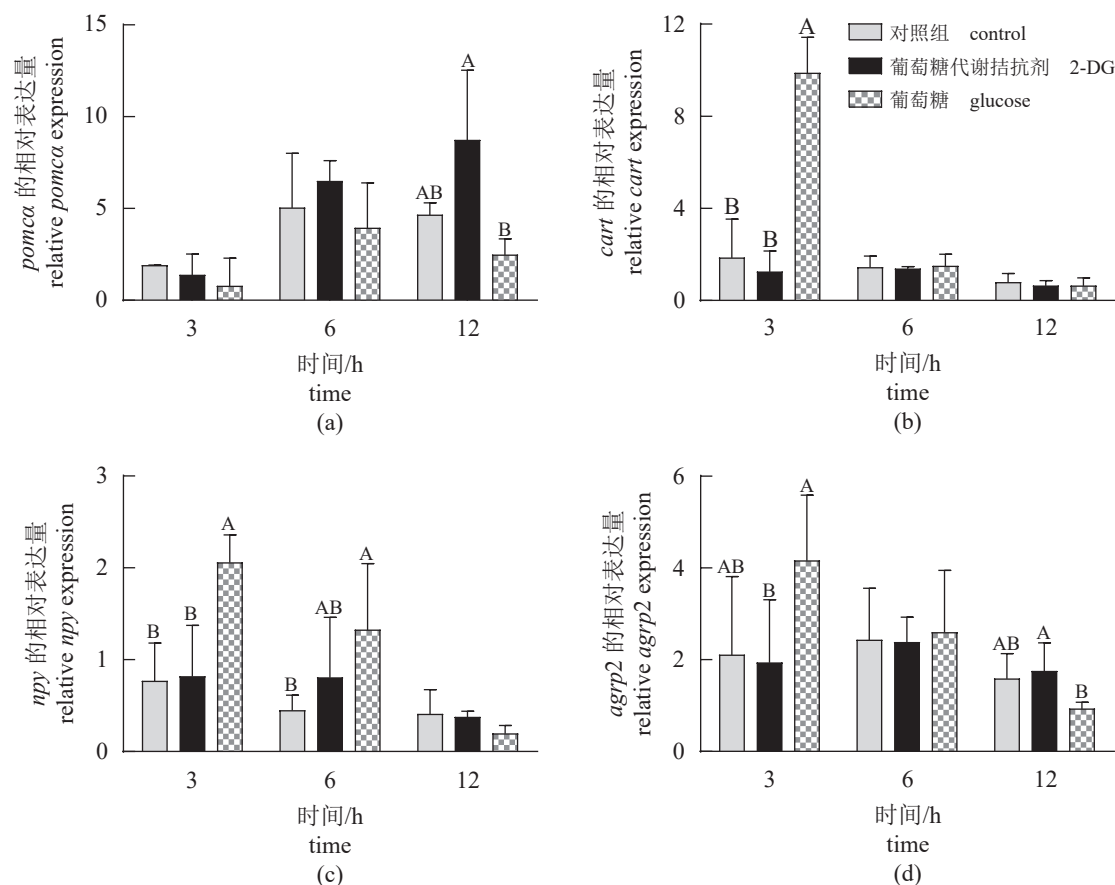 pomcα 的相对表达量
relative pomcα expression
15
10
5
0
A
AB
B
3
6
12
时间/h
time
(a)
cart 的相对表达量
relative cart expression
12
8
4
0
A
B
B
对照组 control
葡萄糖代谢拮抗剂 2-DG
葡萄糖 glucose
3
6
12
时间/h
time
(b)
npy 的相对表达量
relative npy expression
3
2
1
0
B
B
A
B
AB
A
3
6
12
时间/h
time
(c)
agrp2 的相对表达量
relative agrp2 expression
6
4
2
0
AB
B
A
AB
A
B
3
6
12
时间/h
time
(d)